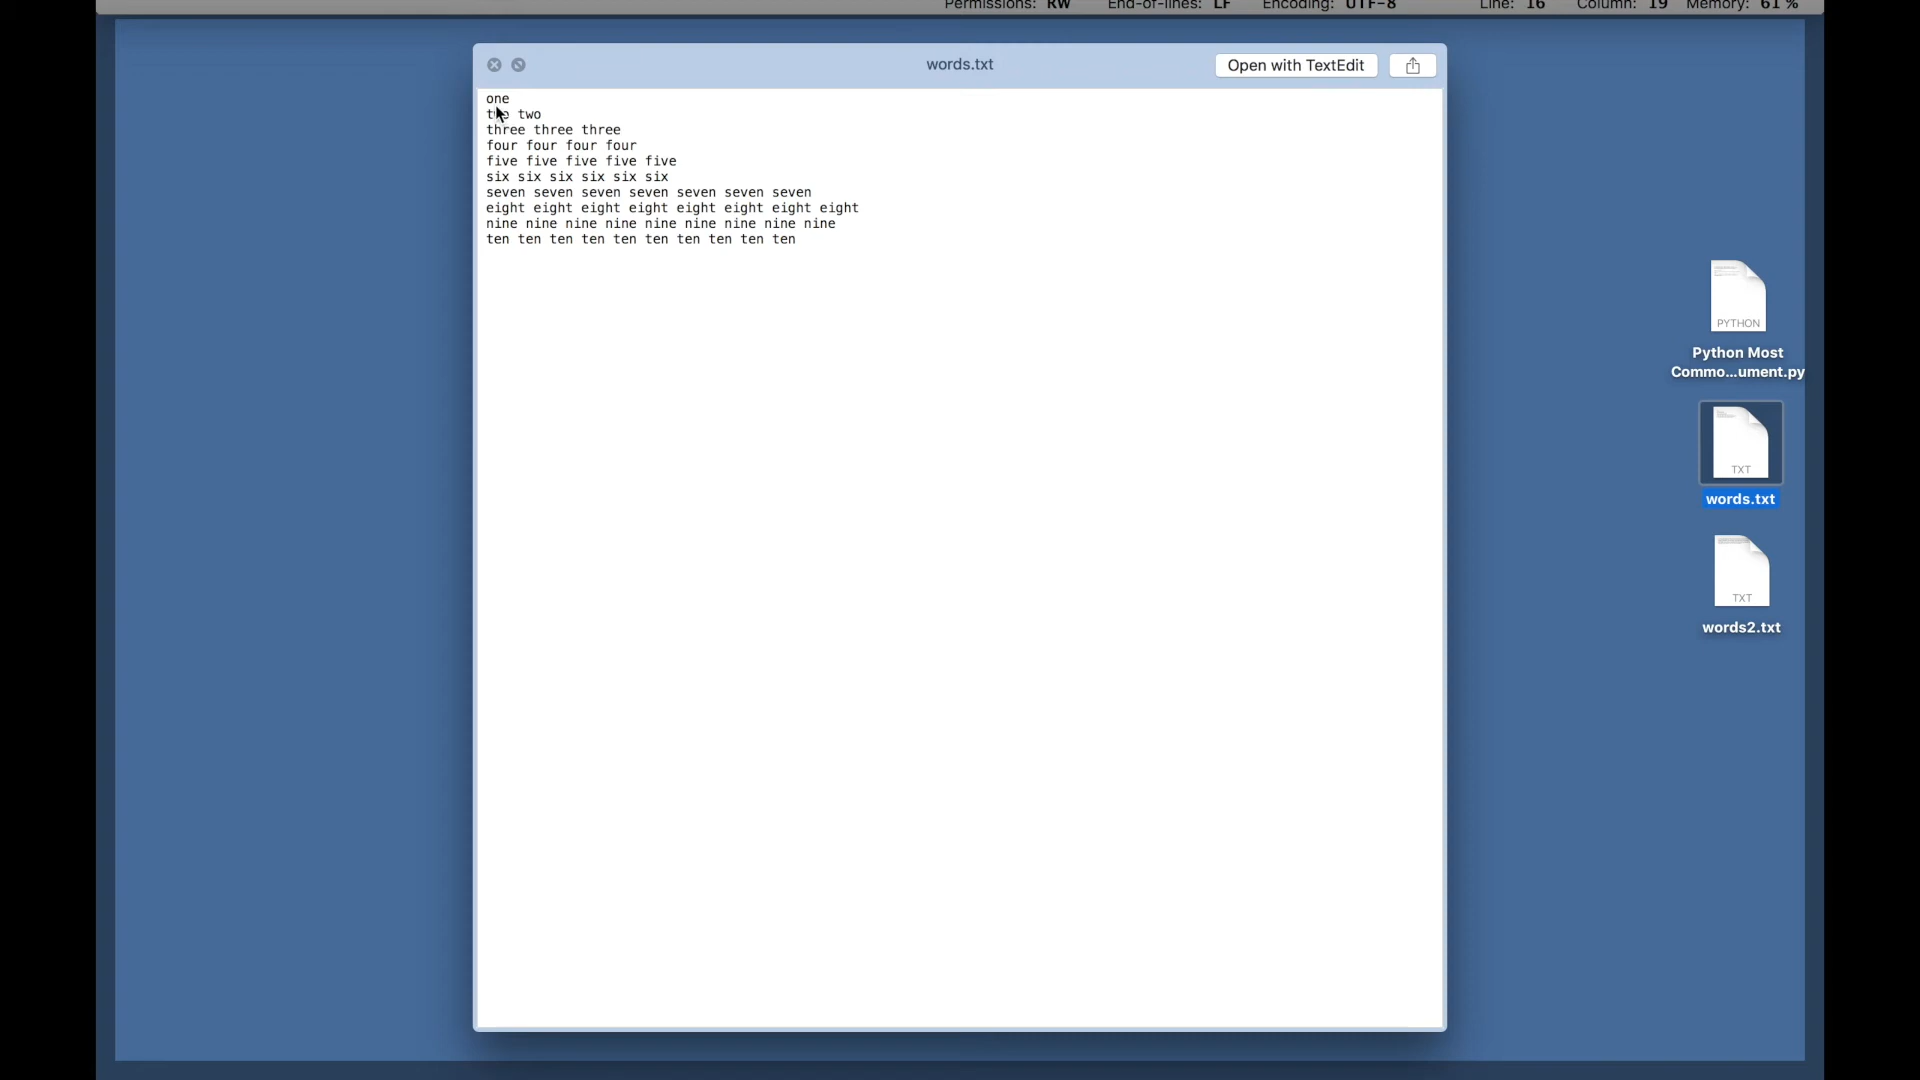 Permissions: RW End-of-lines: LF Encoding: UTF-8 Line: 16 Column: 19 Memory: 61 %
words.txt Open with TextEdit
one
two two
three three three
four four four four
five five five five five
six six six six six six
seven seven seven seven seven seven seven
eight eight eight eight eight eight eight eight
nine nine nine nine nine nine nine nine nine
ten ten ten ten ten ten ten ten ten ten
PYTHON
Python Most
Commo...ument.py
TXT
words.txt
TXT
words2.txt